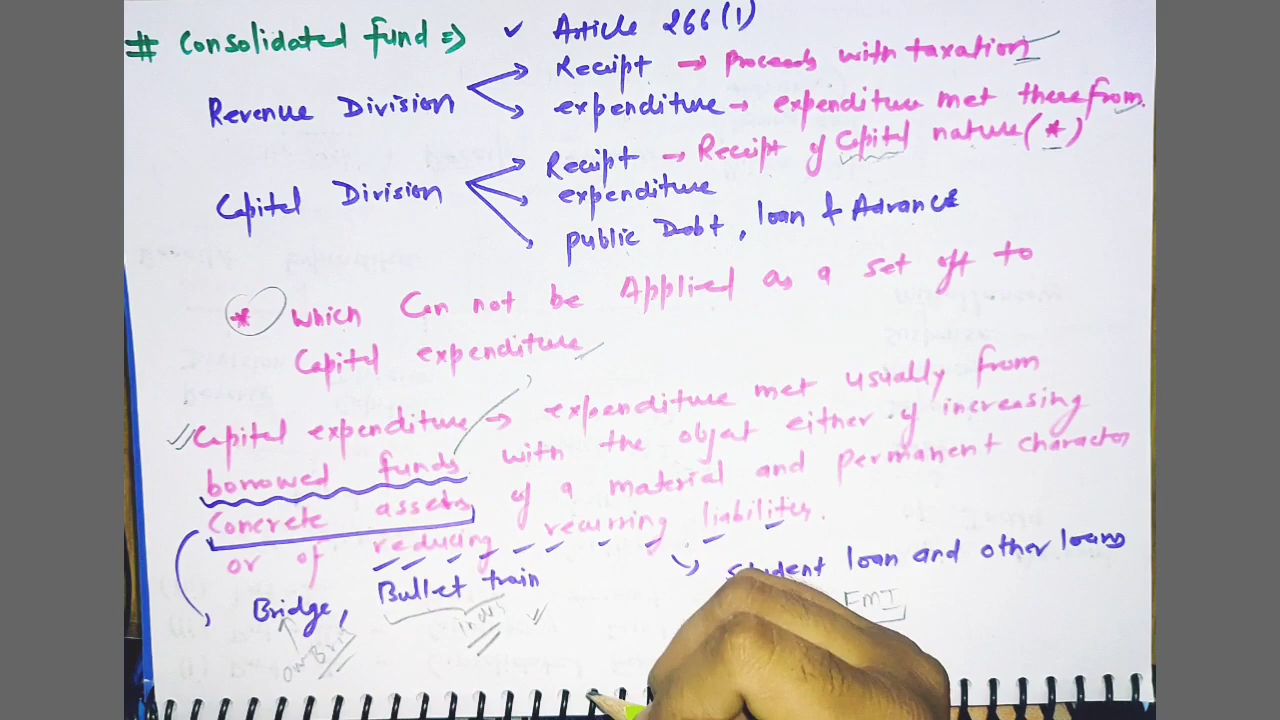 # Consolidated fund ⇒ ✓ Article 266(1)
Revenue Division → Receipt → Proceeds with taxation
→ expenditure → expenditure met therefrom.
Capital Division → Receipt → Receipt of Capital nature (*)
→ expenditure
→ public Debt, loan & Advance
* which Can not be Applied as a set off to
Capital expenditure
Capital expenditure → expenditure met usually from
borrowed funds with the object either of increasing
Concrete assets of a material and permanent character
or of reducing recurring liabilities.
Bridge, Bullet train
Student loan and other loans
EMI